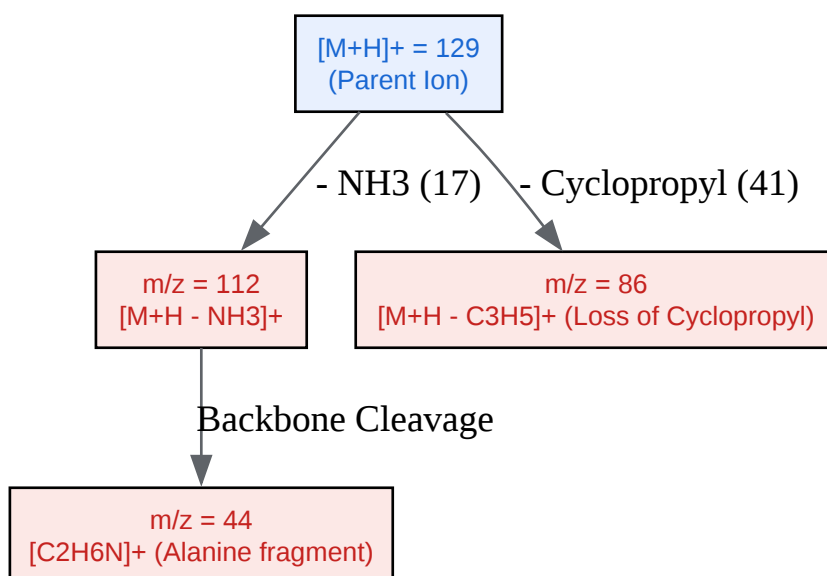 [M+H]+ = 129
(Parent Ion)
- NH3 (17)
- Cyclopropyl (41)
m/z = 112
[M+H - NH3]+
m/z = 86
[M+H - C3H5]+ (Loss of Cyclopropyl)
Backbone Cleavage
m/z = 44
[C2H6N]+ (Alanine fragment)